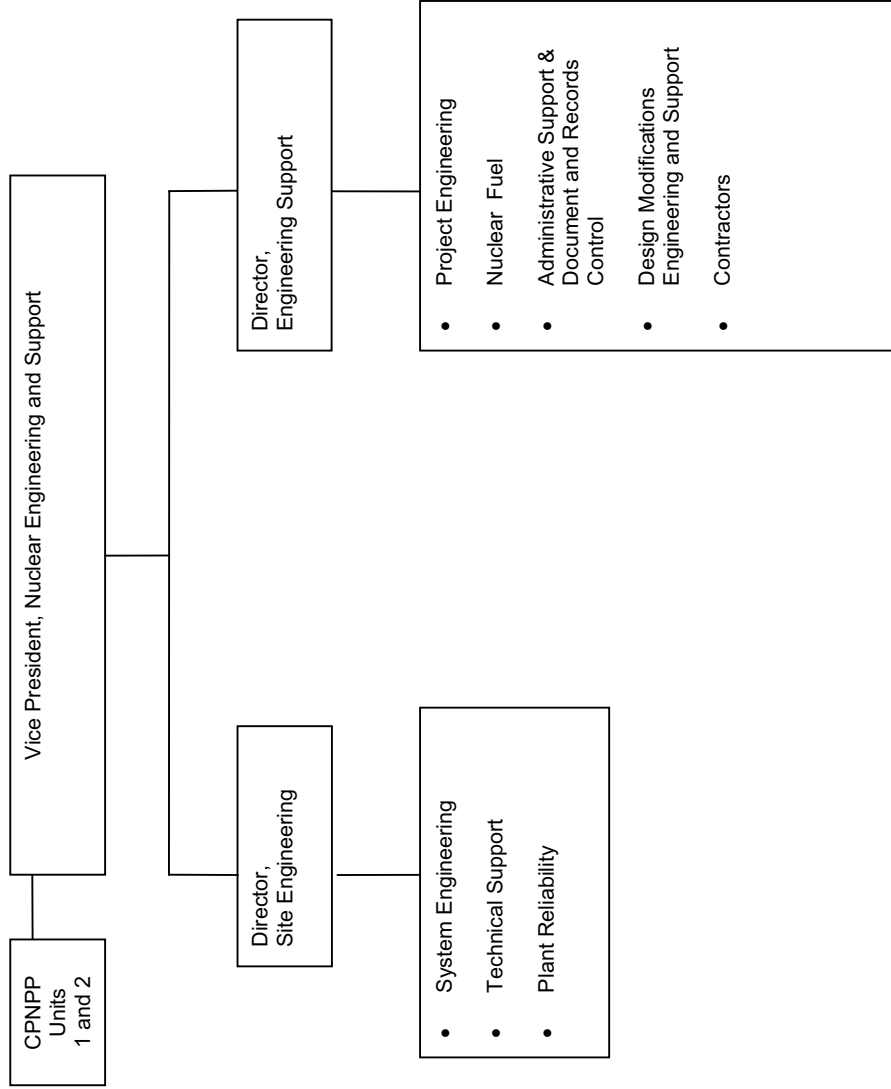 CPNPP
Units
1 and 2
Vice President, Nuclear Engineering and Support
Director,
Site Engineering
Director,
Engineering Support
• System Engineering
• Technical Support
• Plant Reliability
• Project Engineering
• Nuclear Fuel
• Administrative Support &
Document and Records
Control
• Design Modifications
Engineering and Support
• Contractors